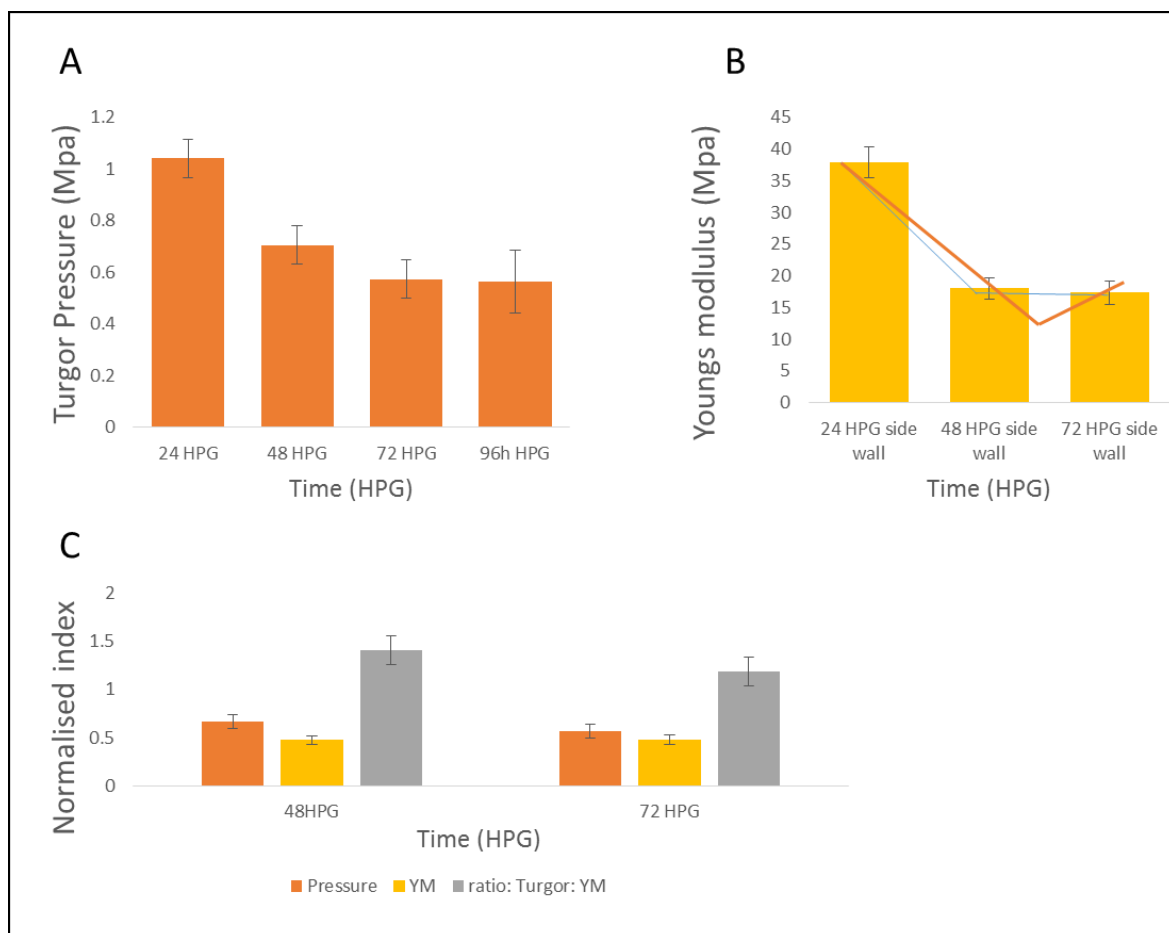 A
Turgor Pressure (Mpa)
1.2
1
0.8
0.6
0.4
0.2
0
24 HPG 48 HPG 72 HPG 96h HPG
Time (HPG)
B
Youngs modlulus (Mpa)
45
40
35
30
25
20
15
10
5
0
24 HPG side 48 HPG side 72 HPG side
wall wall wall
Time (HPG)
C
Normalised index
2
1.5
1
0.5
0
48HPG 72 HPG
Time (HPG)
Pressure YM ratio: Turgor: YM